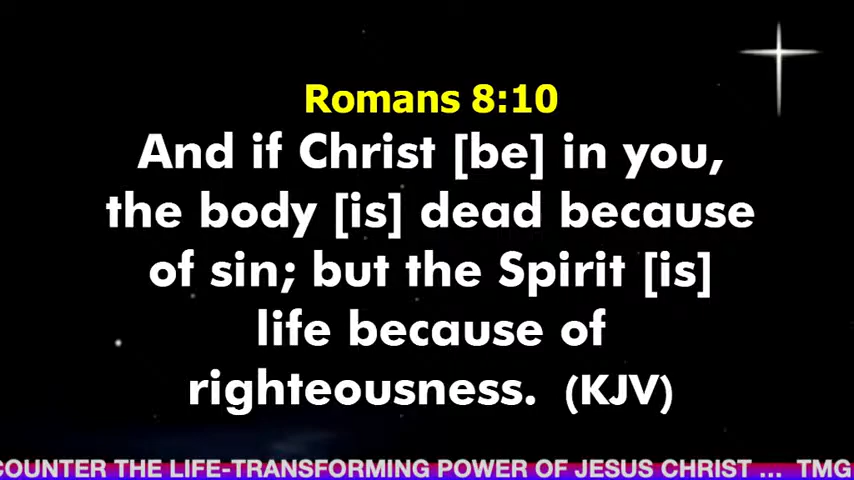 Romans 8:10
And if Christ [be] in you,
the body [is] dead because
of sin; but the Spirit [is]
life because of
righteousness. (KJV)
COUNTER THE LIFE-TRANSFORMING POWER OF JESUS CHRIST ... TMG